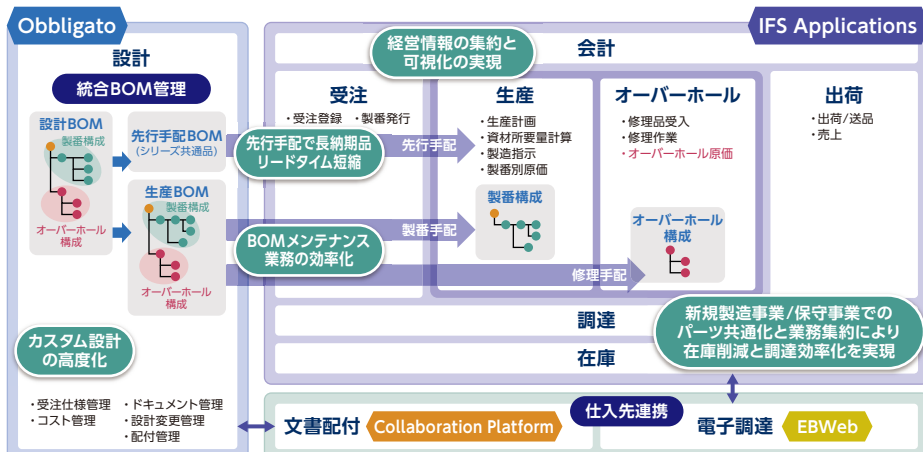 Obbligato
設計
統合BOM管理
設計BOM
製番構成
オーバーホール
構成
先行手配BOM
(シリーズ共通品)
生産BOM
製番構成
オーバーホール
構成
カスタム設計
の高度化
・受注仕様管理
・コスト管理
・ドキュメント管理
・設計変更管理
・配付管理
IFS Applications
会計
経営情報の集約と
可視化の実現
受注
・受注登録 ・製番発行
生産
・生産計画
・資材所要量計算
・製造指示
・製番別原価
オーバーホール
・修理品受入
・修理作業
・オーバーホール原価
出荷
・出荷/送品
・売上
先行手配で長納期品
リードタイム短縮
先行手配
製番構成
BOMメンテナンス
業務の効率化
製番手配
オーバーホール
構成
修理手配
調達
在庫
新規製造事業/保守事業での
パーツ共通化と業務集約により
在庫削減と調達効率化を実現
仕入先連携
文書配付
Collaboration Platform
電子調達
EBWeb